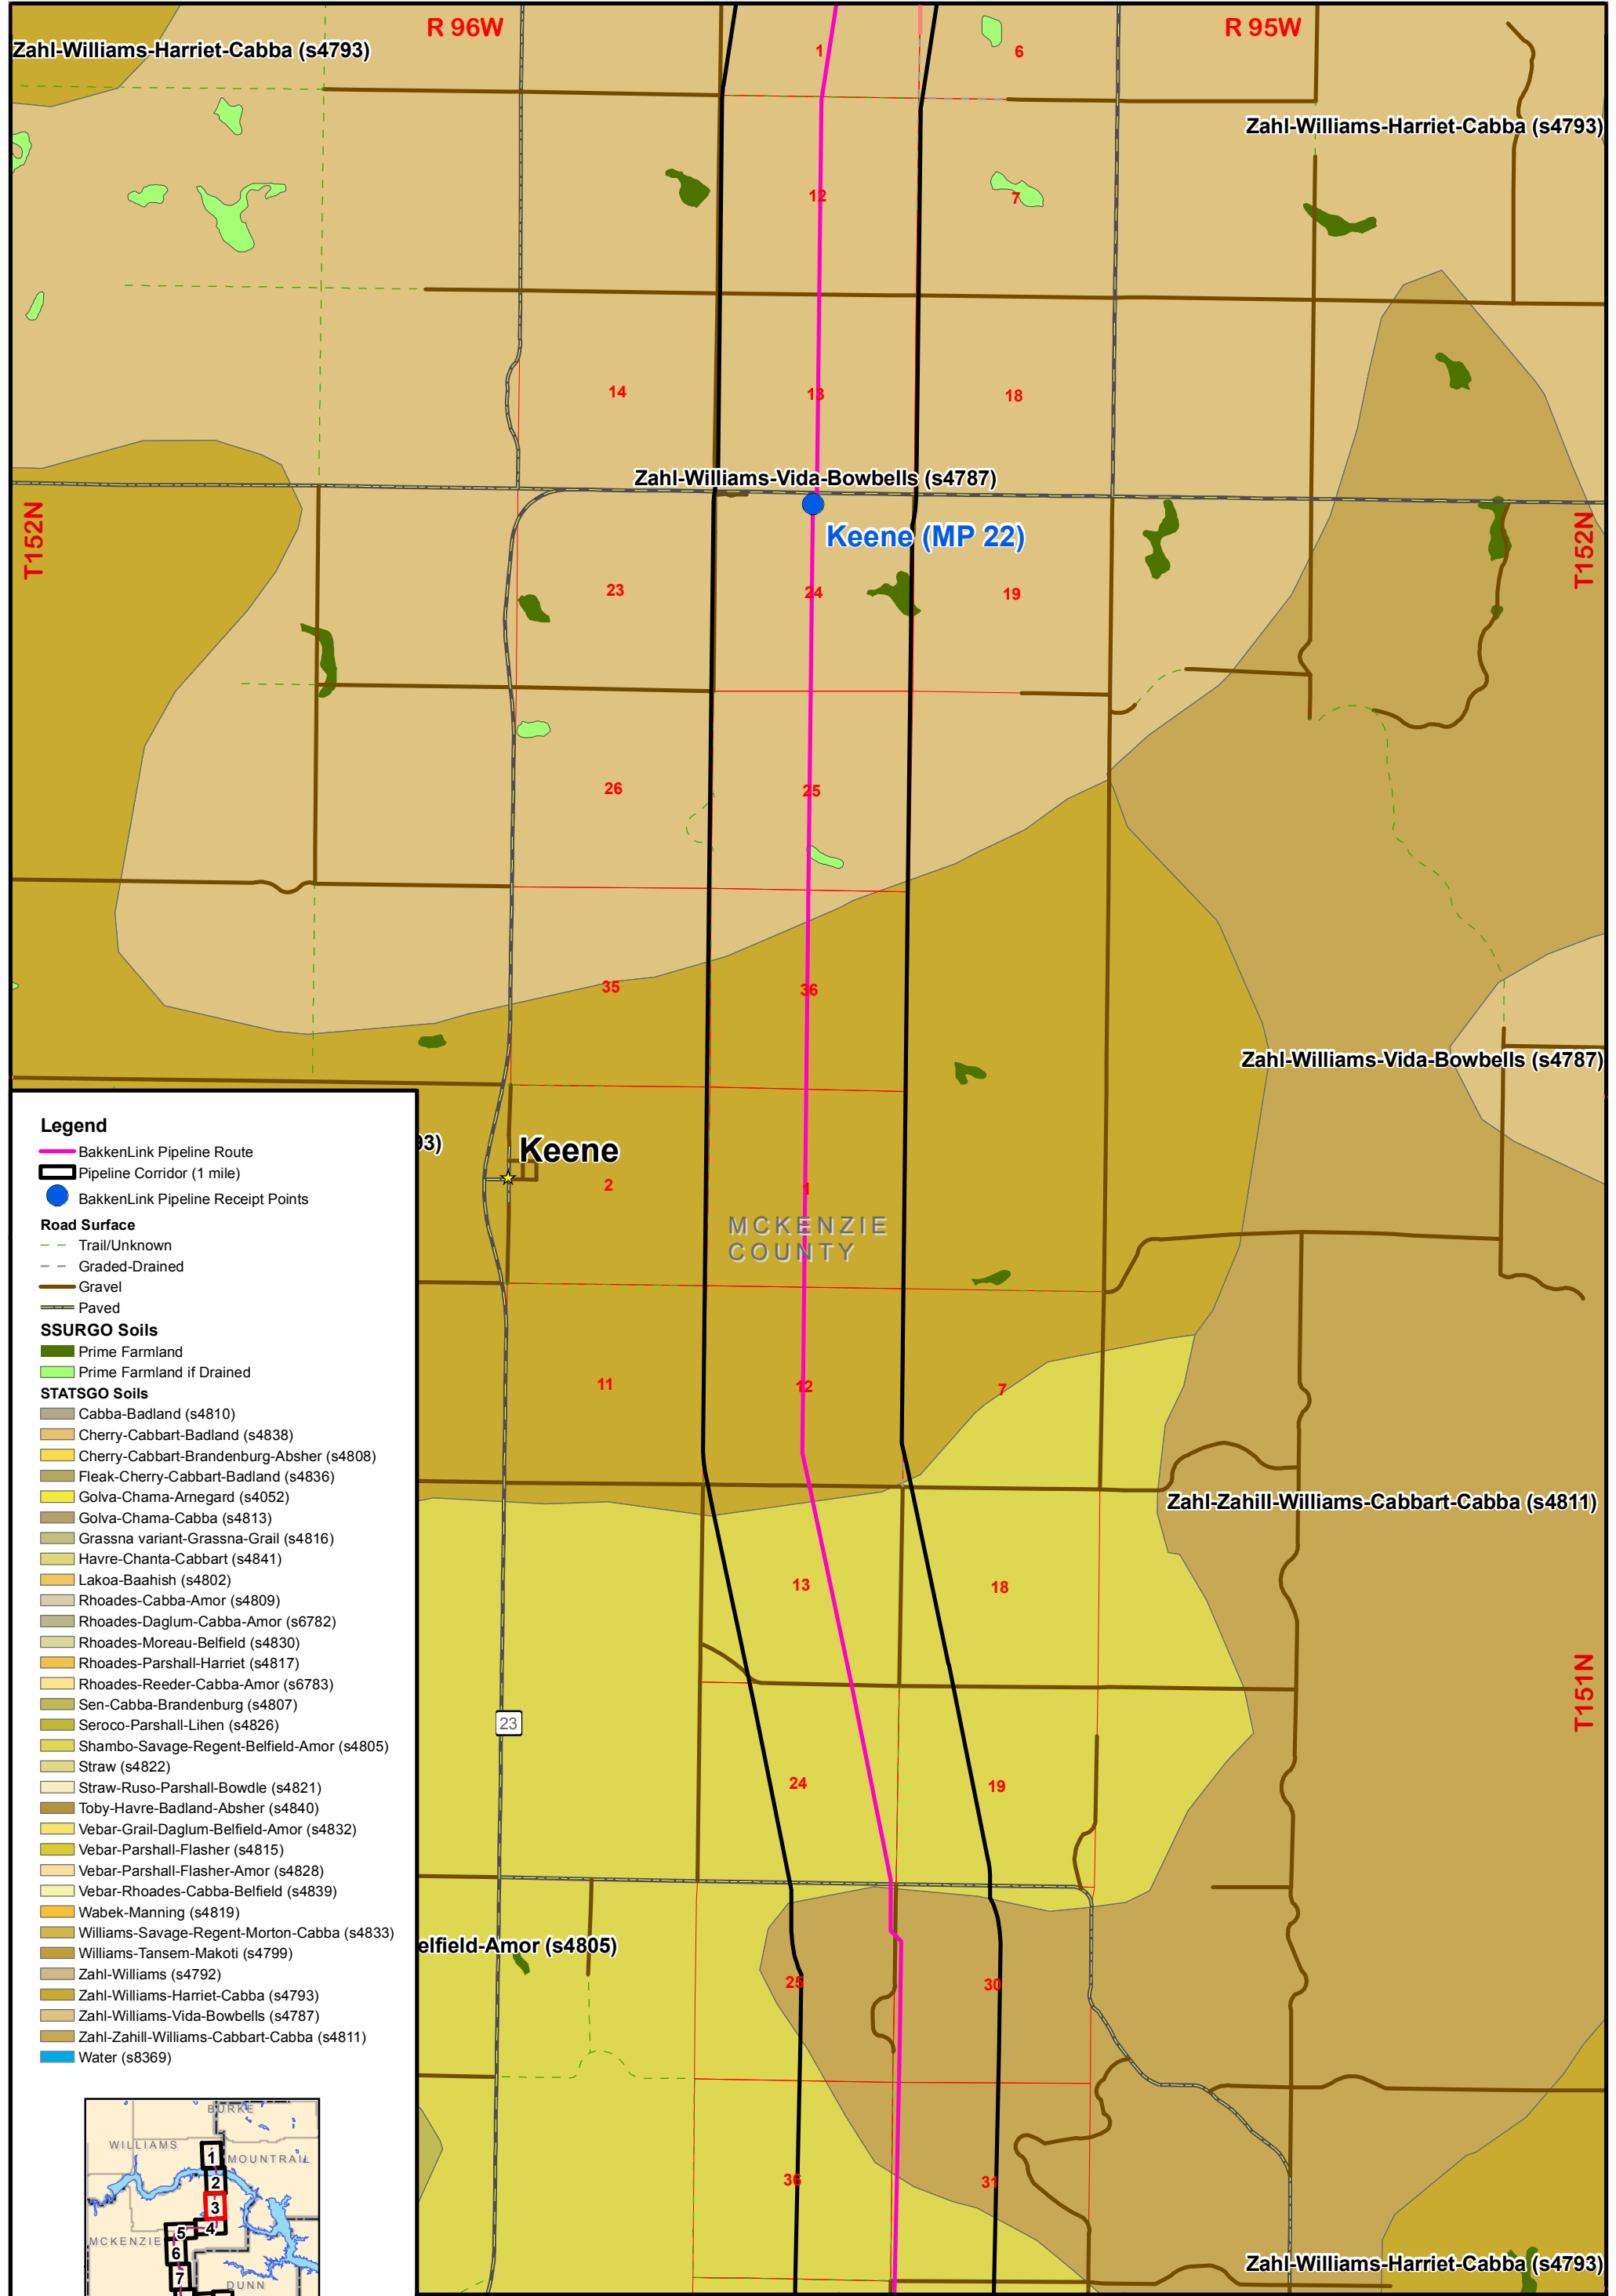 R 96W
R 95W
Zahl-Williams-Harriet-Cabba (s4793)
1
6
Zahl-Williams-Harriet-Cabba (s4793)
12
7
14
13
18
Zahl-Williams-Vida-Bowbells (s4787)
T152N
T152N
Keene (MP 22)
23
24
19
26
25
35
36
Zahl-Williams-Vida-Bowbells (s4787)
93)
Keene
2
1
MCKENZIE
COUNTY
11
12
7
Zahl-Zahill-Williams-Cabbart-Cabba (s4811)
13
18
T151N
23
24
19
elfield-Amor (s4805)
25
30
36
31
Zahl-Williams-Harriet-Cabba (s4793)
Legend
BakkenLink Pipeline Route
Pipeline Corridor (1 mile)
BakkenLink Pipeline Receipt Points
Road Surface
Trail/Unknown
Graded-Drained
Gravel
Paved
SSURGO Soils
Prime Farmland
Prime Farmland if Drained
STATSGO Soils
Cabba-Badland (s4810)
Cherry-Cabbart-Badland (s4838)
Cherry-Cabbart-Brandenburg-Absher (s4808)
Fleak-Cherry-Cabbart-Badland (s4836)
Golva-Chama-Arnegard (s4052)
Golva-Chama-Cabba (s4813)
Grassna variant-Grassna-Grail (s4816)
Havre-Chanta-Cabbart (s4841)
Lakoa-Baahish (s4802)
Rhoades-Cabba-Amor (s4809)
Rhoades-Daglum-Cabba-Amor (s6782)
Rhoades-Moreau-Belfield (s4830)
Rhoades-Parshall-Harriet (s4817)
Rhoades-Reeder-Cabba-Amor (s6783)
Sen-Cabba-Brandenburg (s4807)
Seroco-Parshall-Lihen (s4826)
Shambo-Savage-Regent-Belfield-Amor (s4805)
Straw (s4822)
Straw-Ruso-Parshall-Bowdle (s4821)
Toby-Havre-Badland-Absher (s4840)
Vebar-Grail-Daglum-Belfield-Amor (s4832)
Vebar-Parshall-Flasher (s4815)
Vebar-Parshall-Flasher-Amor (s4828)
Vebar-Rhoades-Cabba-Belfield (s4839)
Wabek-Manning (s4819)
Williams-Savage-Regent-Morton-Cabba (s4833)
Williams-Tansem-Makoti (s4799)
Zahl-Williams (s4792)
Zahl-Williams-Harriet-Cabba (s4793)
Zahl-Williams-Vida-Bowbells (s4787)
Zahl-Zahill-Williams-Cabbart-Cabba (s4811)
Water (s8369)
BURKE
WILLIAMS
1
MOUNTRAIL
2
3
4
5
MCKENZIE
6
7
DUNN